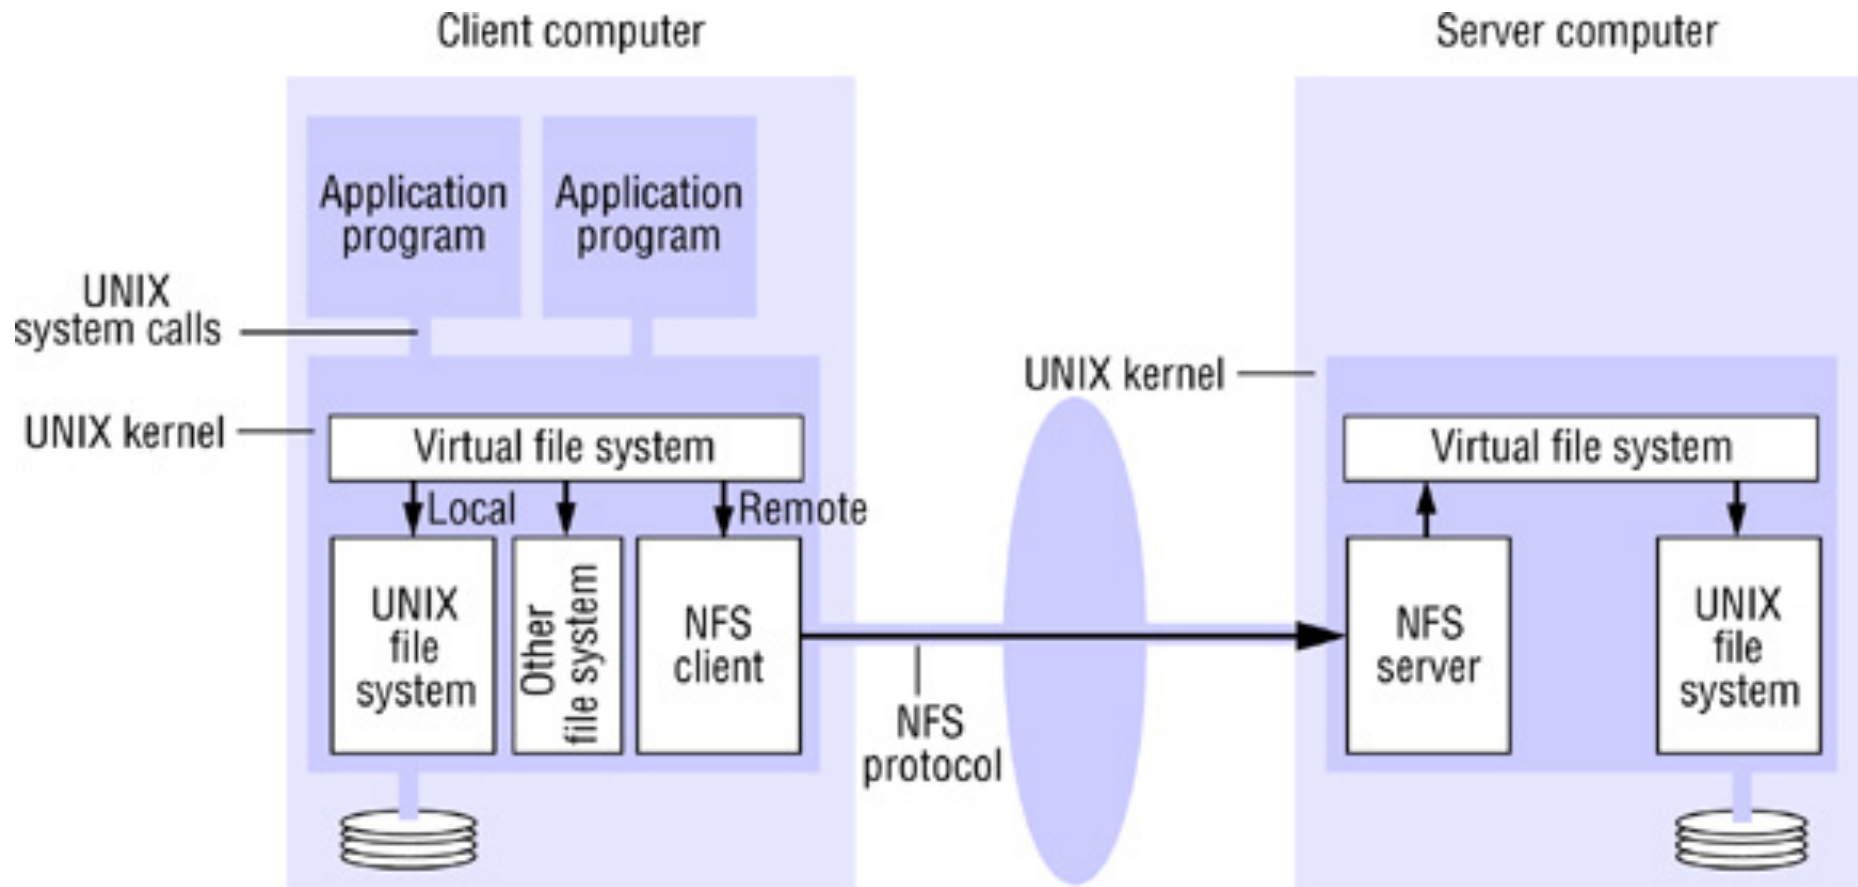 Client computer
Server computer
Application
program
Application
program
UNIX
system calls
UNIX kernel
UNIX kernel
Virtual file system
Virtual file system
Local
Remote
UNIX
file
system
Other
file system
NFS
client
NFS
protocol
NFS
server
UNIX
file
system